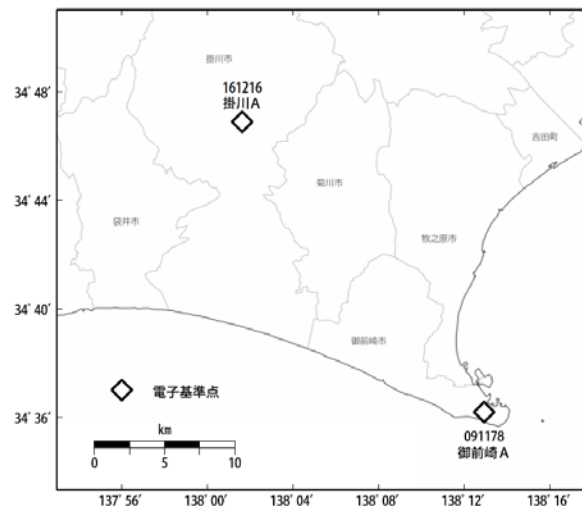 掛川市
161216
掛川A
34˚ 48'
吉田町
34˚ 44'
菊川市
袋井市
牧之原市
34˚ 40'
御前崎市
電子基準点
34˚ 36'
km
0 5 10
091178
御前崎A
137˚ 56' 138˚ 00' 138˚ 04' 138˚ 08' 138˚ 12' 138˚ 16'